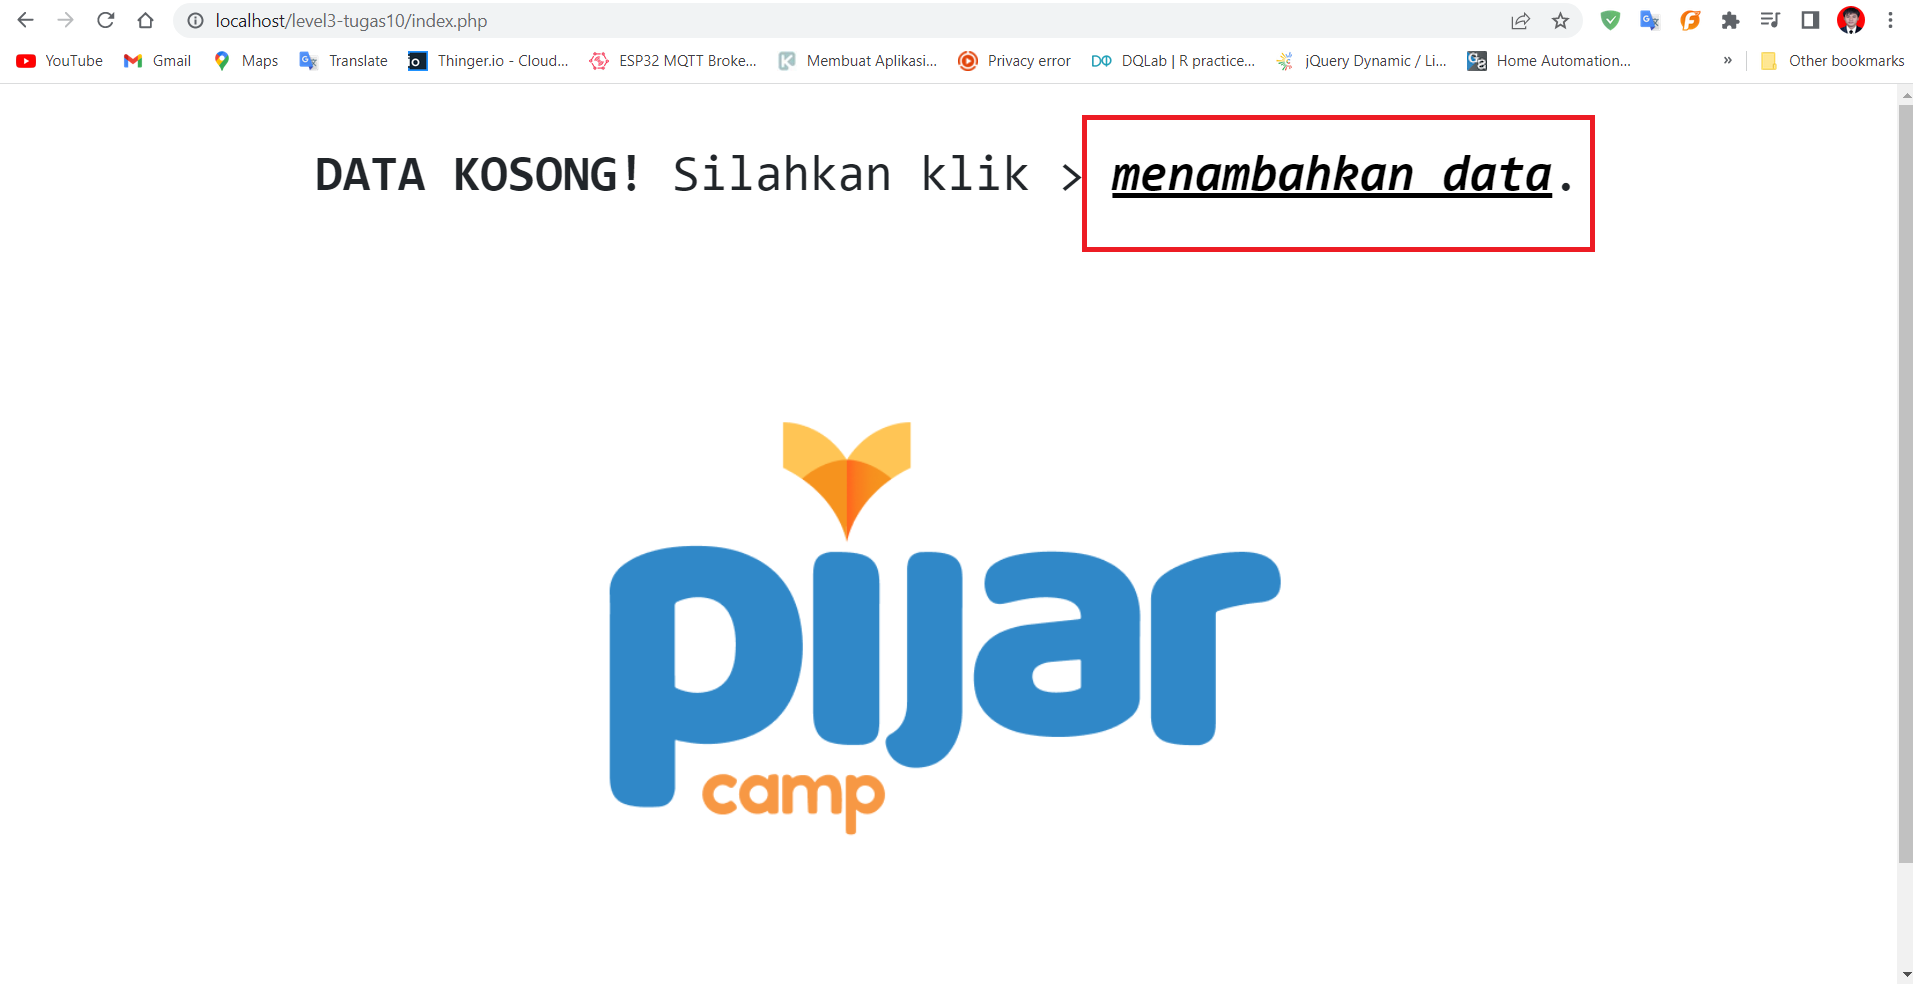 localhost/level3-tugas10/index.php
YouTube Gmail Maps Translate Thinger.io - Cloud... ESP32 MQTT Broke... Membuat Aplikasi... Privacy error DQLab | R practice... jQuery Dynamic / Li... Home Automation... » Other bookmarks
DATA KOSONG! Silahkan klik > menambahkan data.
pijar
camp